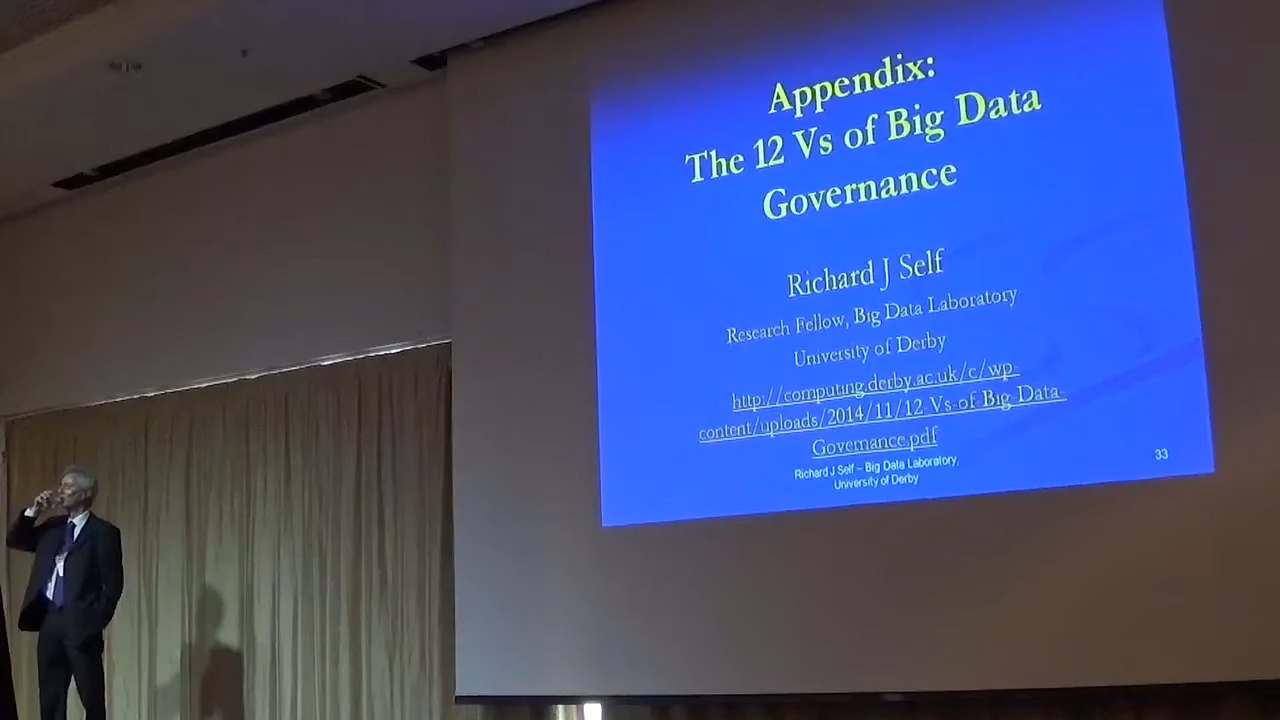 Appendix:
The 12 Vs of Big Data
Governance
Richard J Self
Research Fellow, Big Data Laboratory
University of Derby
http://computing.derby.ac.uk/c/wp-
content/uploads/2014/11/12-Vs-of-Big-Data-
Governance.pdf
Richard J Self – Big Data Laboratory,
University of Derby
33